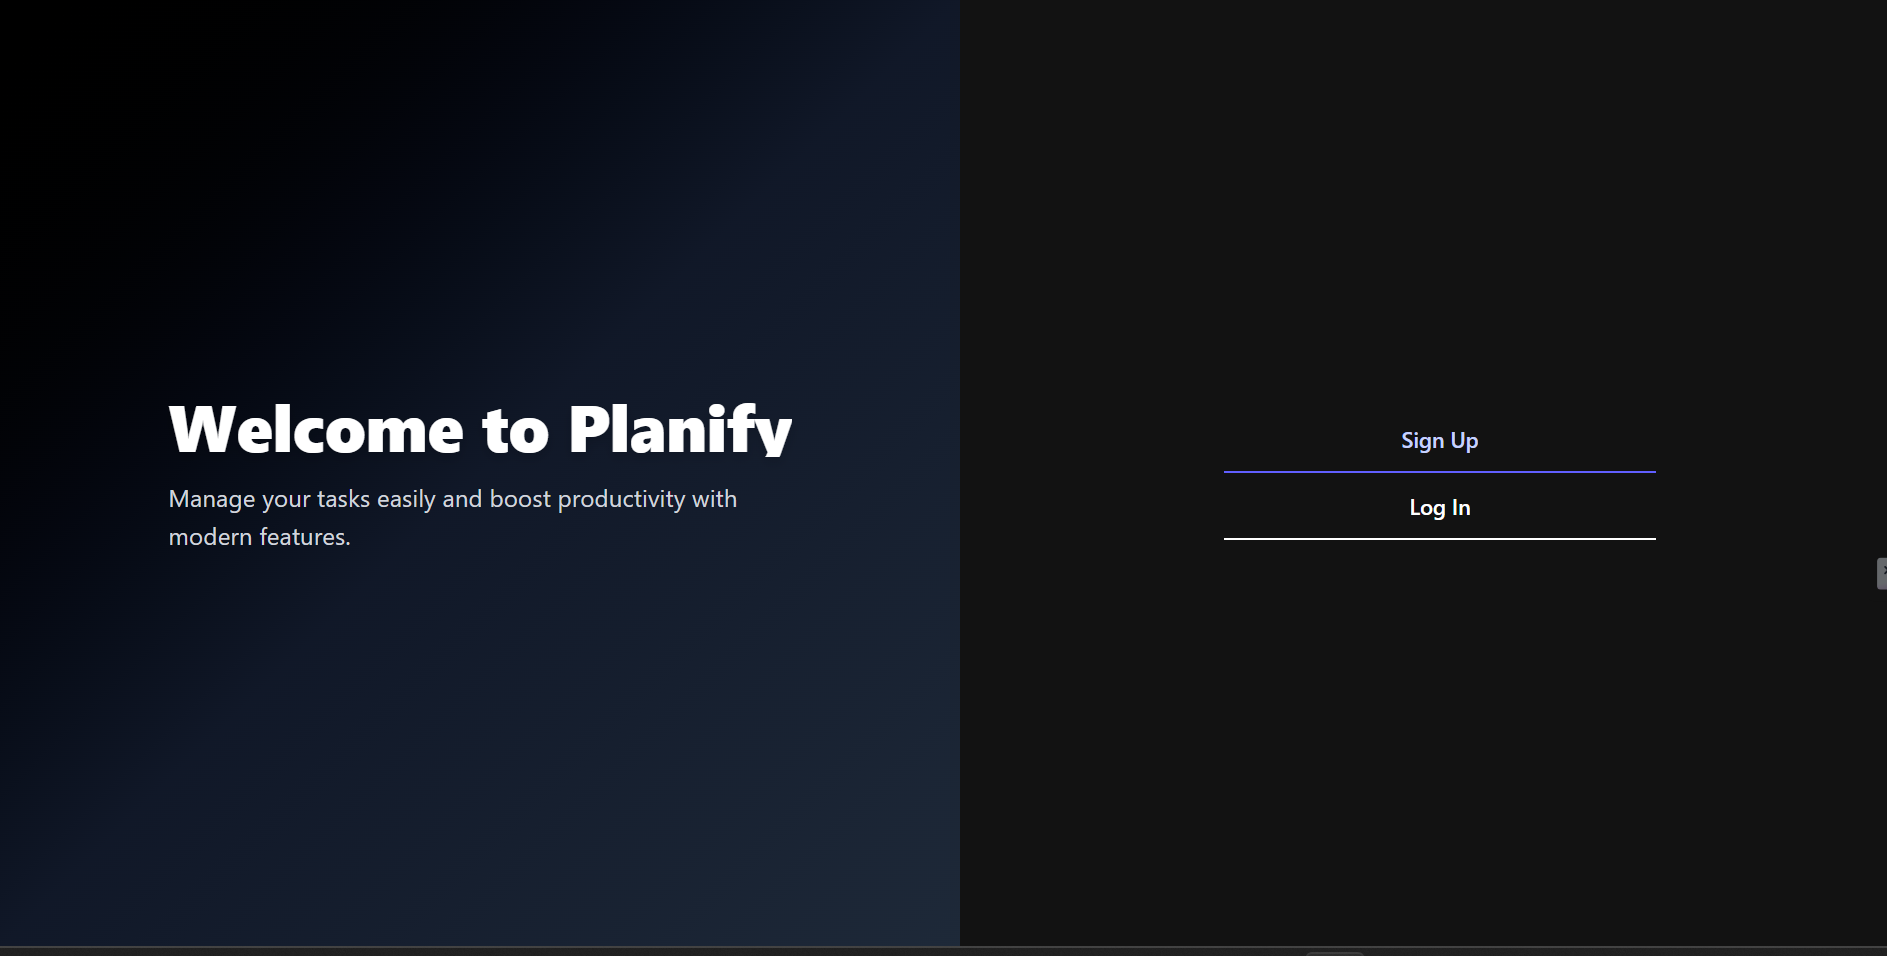 Welcome to Planify
Manage your tasks easily and boost productivity with
modern features.
Sign Up
Log In